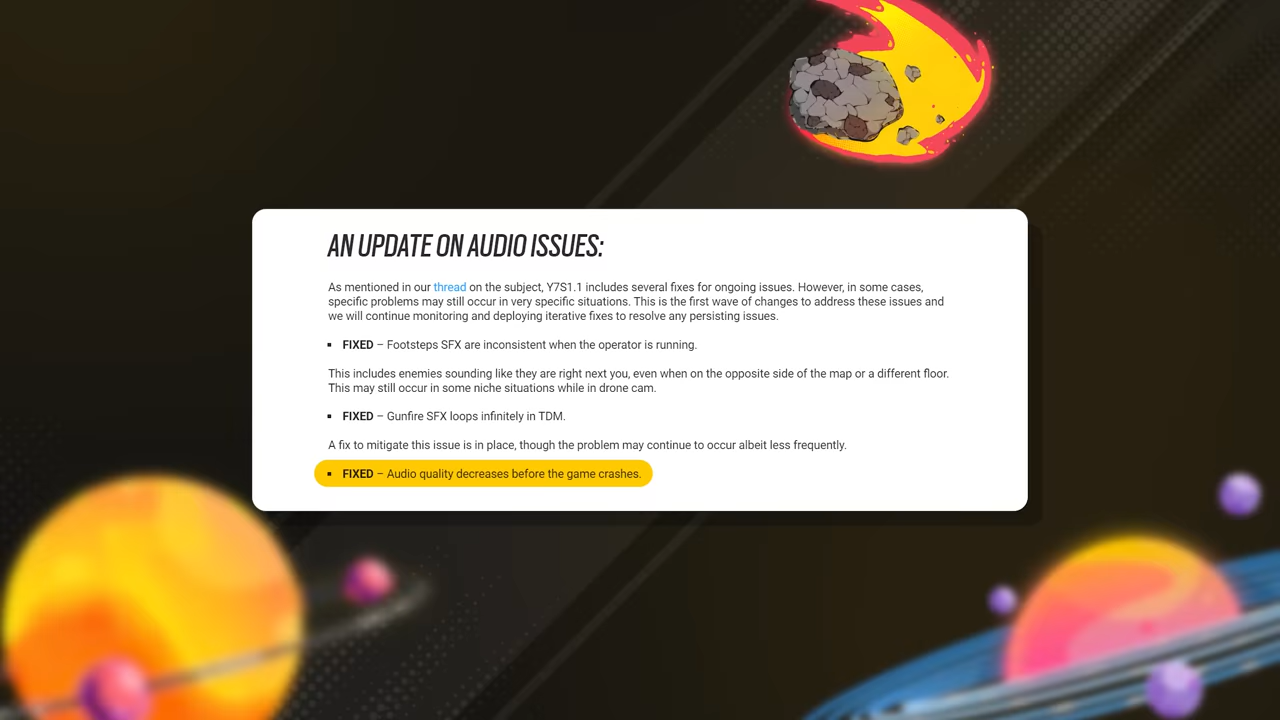 AN UPDATE ON AUDIO ISSUES:
As mentioned in our thread on the subject, Y7S1.1 includes several fixes for ongoing issues. However, in some cases,
specific problems may still occur in very specific situations. This is the first wave of changes to address these issues and
we will continue monitoring and deploying iterative fixes to resolve any persisting issues.
▪ FIXED – Footsteps SFX are inconsistent when the operator is running.
This includes enemies sounding like they are right next you, even when on the opposite side of the map or a different floor.
This may still occur in some niche situations while in drone cam.
▪ FIXED – Gunfire SFX loops infinitely in TDM.
A fix to mitigate this issue is in place, though the problem may continue to occur albeit less frequently.
▪ FIXED – Audio quality decreases before the game crashes.